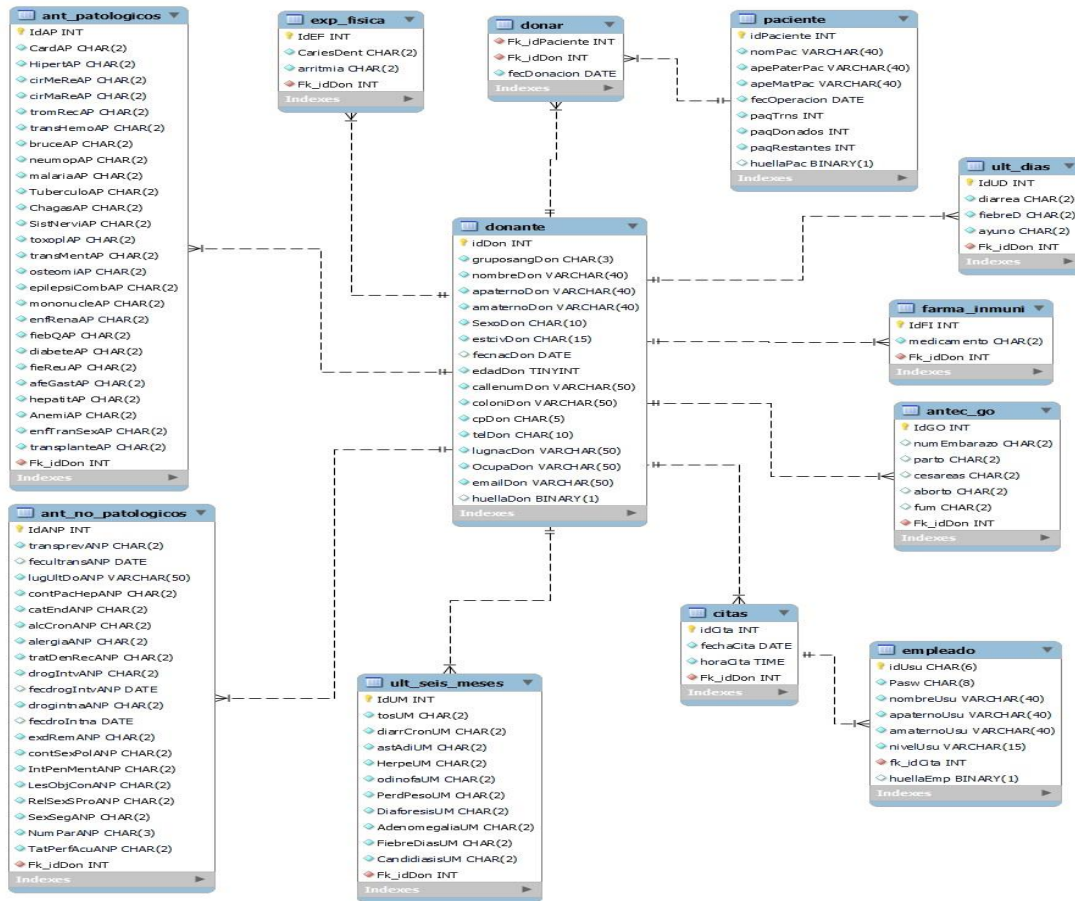 ant_patologicos
IdAP INT
CardAP CHAR(2)
HipertAP CHAR(2)
cirMeReAP CHAR(2)
cirMaReAP CHAR(2)
tromRecAP CHAR(2)
transHemoAP CHAR(2)
bruceAP CHAR(2)
neumopAP CHAR(2)
malariaAP CHAR(2)
TuberculoAP CHAR(2)
ChagasAP CHAR(2)
SistNerviAP CHAR(2)
toxoplAP CHAR(2)
transMentAP CHAR(2)
osteomiAP CHAR(2)
epilepsiCombAP CHAR(2)
mononucleAP CHAR(2)
enfRenaAP CHAR(2)
fiebQAP CHAR(2)
diabeteAP CHAR(2)
fieReuAP CHAR(2)
afeGastAP CHAR(2)
hepatitAP CHAR(2)
AnemiAP CHAR(2)
enfTranSexAP CHAR(2)
transplanteAP CHAR(2)
Fk_idDon INT
Indexes
exp_fisica
IdEF INT
CariesDent CHAR(2)
arritmia CHAR(2)
Fk_idDon INT
Indexes
donar
Fk_idPaciente INT
Fk_idDon INT
fecDonacion DATE
Indexes
paciente
idPaciente INT
nomPac VARCHAR(40)
apePaterPac VARCHAR(40)
apeMatPac VARCHAR(40)
fecOperacion DATE
paqTrns INT
paqDonados INT
paqRestantes INT
huellaPac BINARY(1)
Indexes
ult_dias
IdUD INT
diarrea CHAR(2)
fiebreD CHAR(2)
ayuno CHAR(2)
Fk_idDon INT
Indexes
donante
idDon INT
gruposangDon CHAR(3)
nombreDon VARCHAR(40)
apaternoDon VARCHAR(40)
amaternoDon VARCHAR(40)
SexoDon CHAR(10)
estcivDon CHAR(15)
fecnacDon DATE
edadDon TINYINT
callenumDon VARCHAR(50)
coloniDon VARCHAR(50)
cpDon CHAR(5)
telDon CHAR(10)
lugnacDon VARCHAR(50)
OcupaDon VARCHAR(50)
emailDon VARCHAR(50)
huellaDon BINARY(1)
Indexes
farma_inmuni
IdFI INT
medicamento CHAR(2)
Fk_idDon INT
Indexes
antec_go
IdGO INT
numEmbarazo CHAR(2)
parto CHAR(2)
cesareas CHAR(2)
aborto CHAR(2)
fum CHAR(2)
Fk_idDon INT
Indexes
ant_no_patologicos
IdANP INT
transprevANP CHAR(2)
fecultransANP DATE
lugUltDoANP VARCHAR(50)
contPacHepANP CHAR(2)
catEndANP CHAR(2)
alcCronANP CHAR(2)
alergiaANP CHAR(2)
tratDenRecANP CHAR(2)
drogIntvANP CHAR(2)
fecdrogIntvANP DATE
drogintnaANP CHAR(2)
fecdroIntna DATE
exdRemANP CHAR(2)
contSexPolANP CHAR(2)
IntPenMentANP CHAR(2)
LesObjConANP CHAR(2)
RelSexSProANP CHAR(2)
SexSegANP CHAR(2)
NumParANP CHAR(3)
TatPerfAcuANP CHAR(2)
Fk_idDon INT
Indexes
ult_seis_meses
IdUM INT
tosUM CHAR(2)
diarrCronUM CHAR(2)
astAdiUM CHAR(2)
HerpeUM CHAR(2)
odinofaUM CHAR(2)
PerdPesoUM CHAR(2)
DiaforesisUM CHAR(2)
AdenomegaliaUM CHAR(2)
FiebreDiasUM CHAR(2)
CandidiasisUM CHAR(2)
Fk_idDon INT
Indexes
citas
idCita INT
fechaCita DATE
horaCita TIME
Fk_idDon INT
Indexes
empleado
idUsu CHAR(6)
Pasw CHAR(8)
nombreUsu VARCHAR(40)
apaternoUsu VARCHAR(40)
amaternoUsu VARCHAR(40)
nivelUsu VARCHAR(15)
fk_idCita INT
huellaEmp BINARY(1)
Indexes